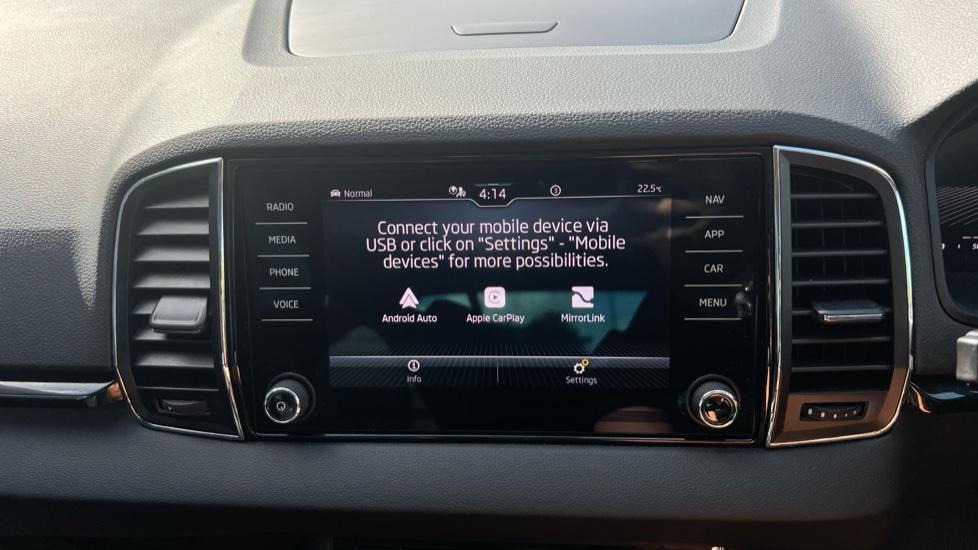 Normal
4:14
22.5°C
RADIO
MEDIA
PHONE
VOICE
Connect your mobile device via
USB or click on "Settings" - "Mobile
devices" for more possibilities.
Android Auto
Apple CarPlay
MirrorLink
Info
Settings
NAV
APP
CAR
MENU